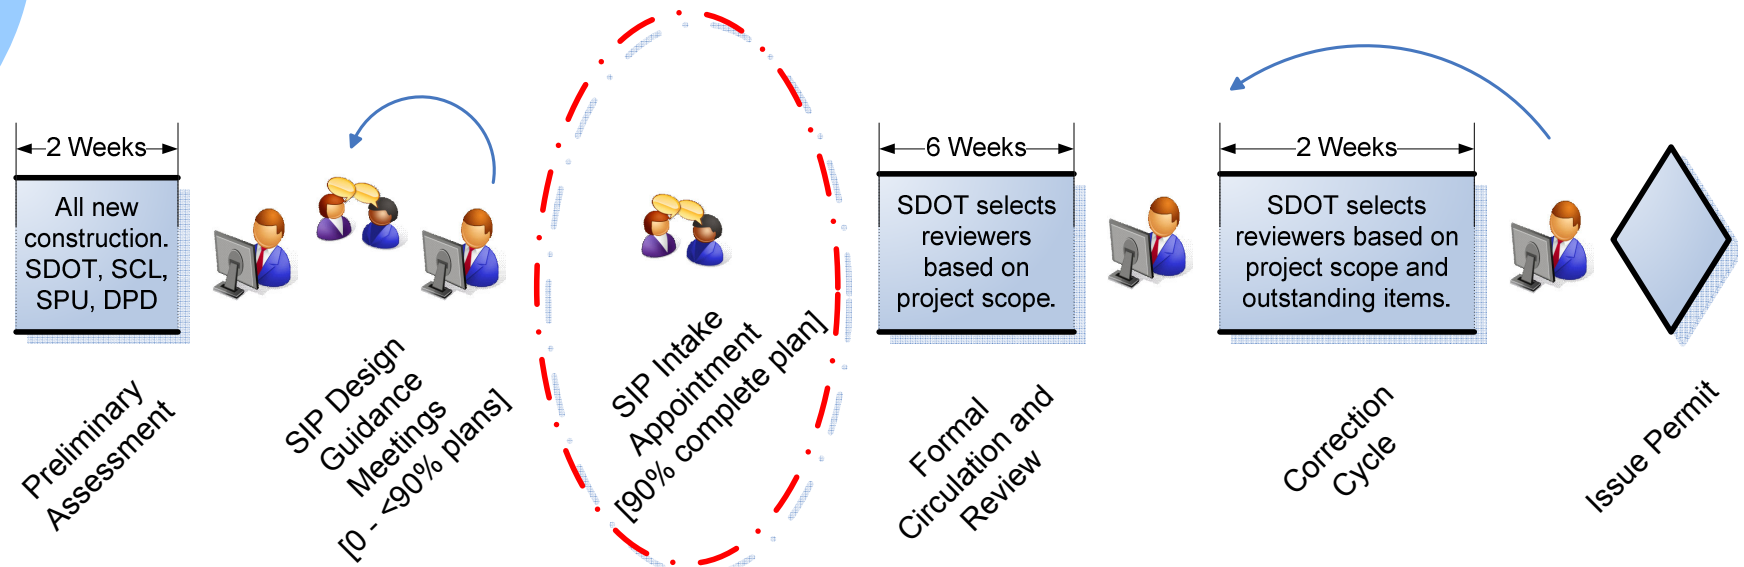 2 Weeks
All new
construction.
SDOT, SCL,
SPU, DPD
Preliminary
Assessment
SIP Design
Guidance
Meetings
[0 - <90% plans]
SIP Intake
Appointment
[90% complete plan]
6 Weeks
SDOT selects
reviewers
based on
project scope.
Formal
Circulation and
Review
2 Weeks
SDOT selects
reviewers based on
project scope and
outstanding items.
Correction
Cycle
Issue Permit